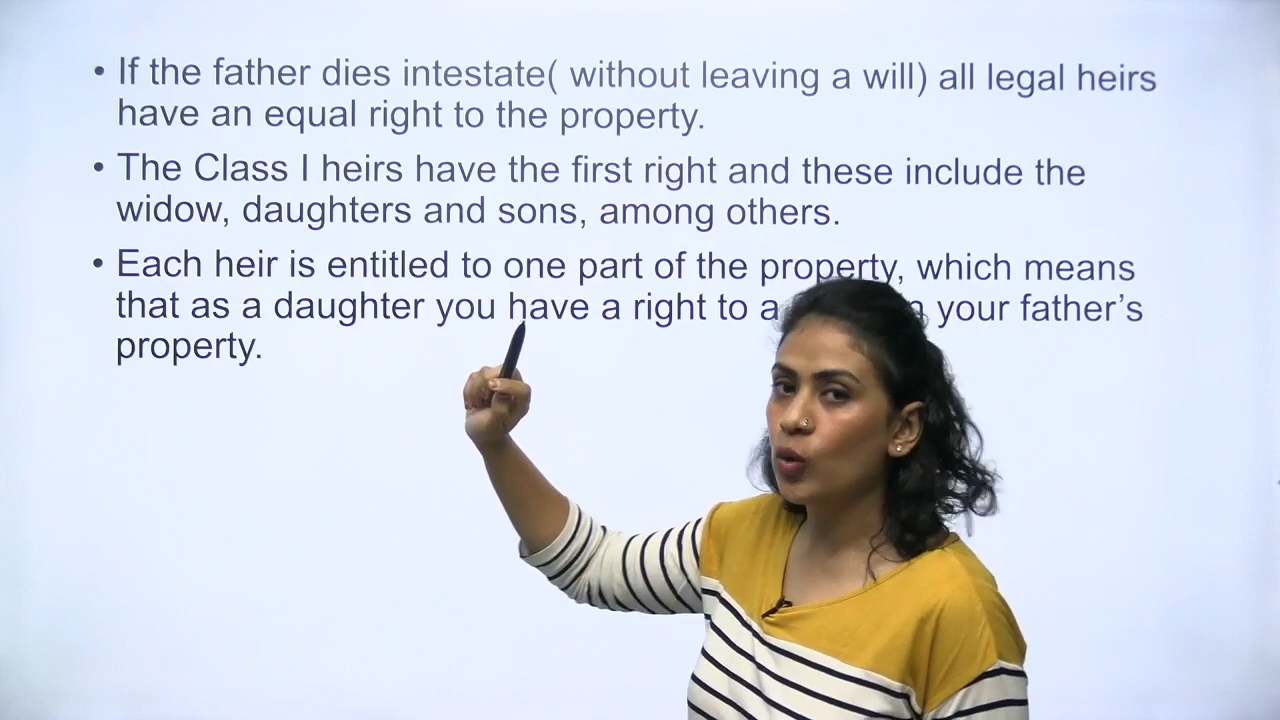 • If the father dies intestate( without leaving a will) all legal heirs
have an equal right to the property.
• The Class I heirs have the first right and these include the
widow, daughters and sons, among others.
• Each heir is entitled to one part of the property, which means
that as a daughter you have a right to a your father’s
property.